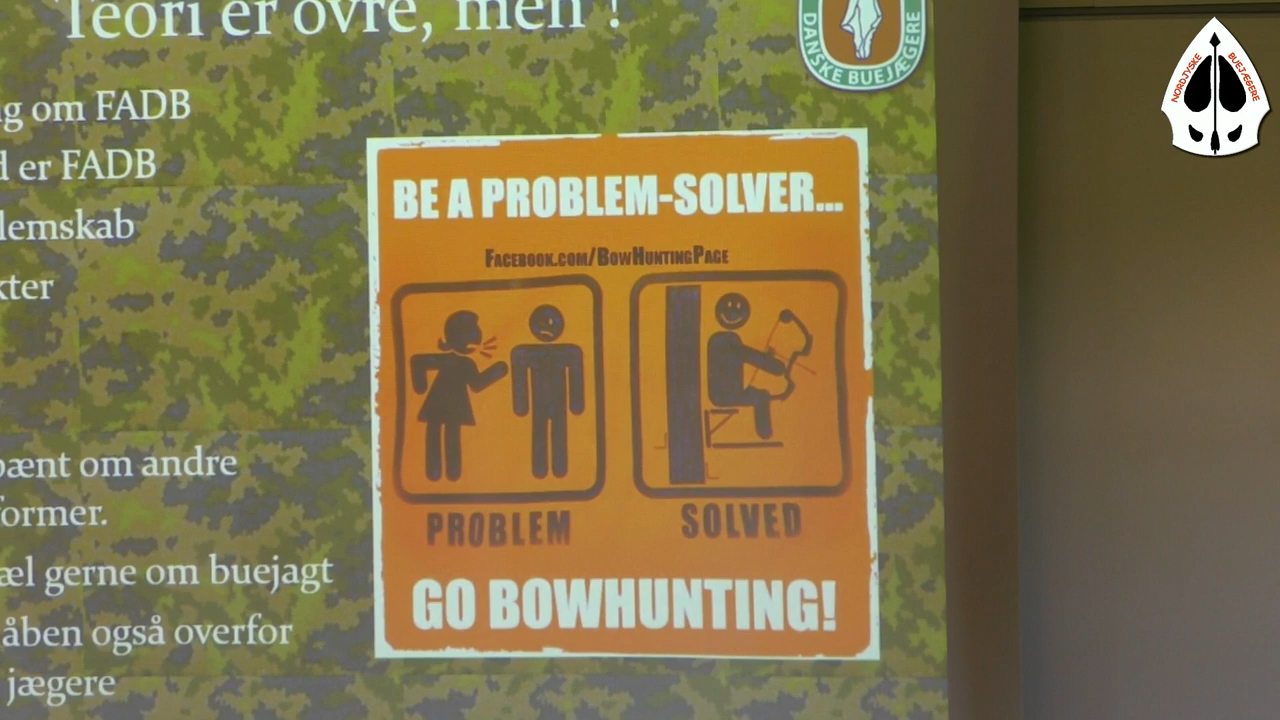 Teori er ovre, men !
g om FADB
d er FADB
lemskab
kter
pænt om andre
former.
æl gerne om buejagt
åben også overfor
jægere
DANSKE BUEJÆGERE
BE A PROBLEM-SOLVER...
FACEBOOK.COM/BOWHUNTINGPAGE
PROBLEM
SOLVED
GO BOWHUNTING!
NORDJYSKE BUEJÆGERE